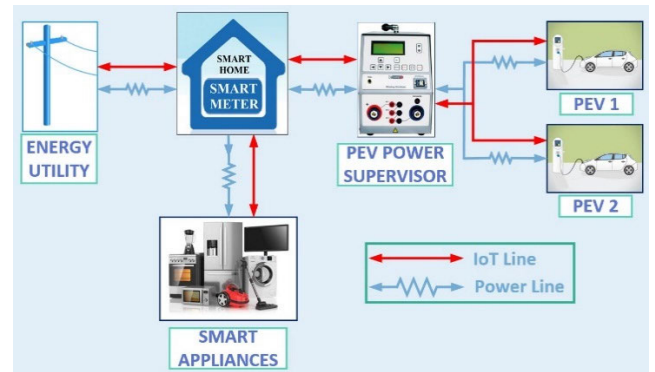 SMART
HOME
SMART
METER
ENERGY
UTILITY
PEV POWER
SUPERVISOR
PEV 1
PEV 2
SMART
APPLIANCES
IoT Line
Power Line